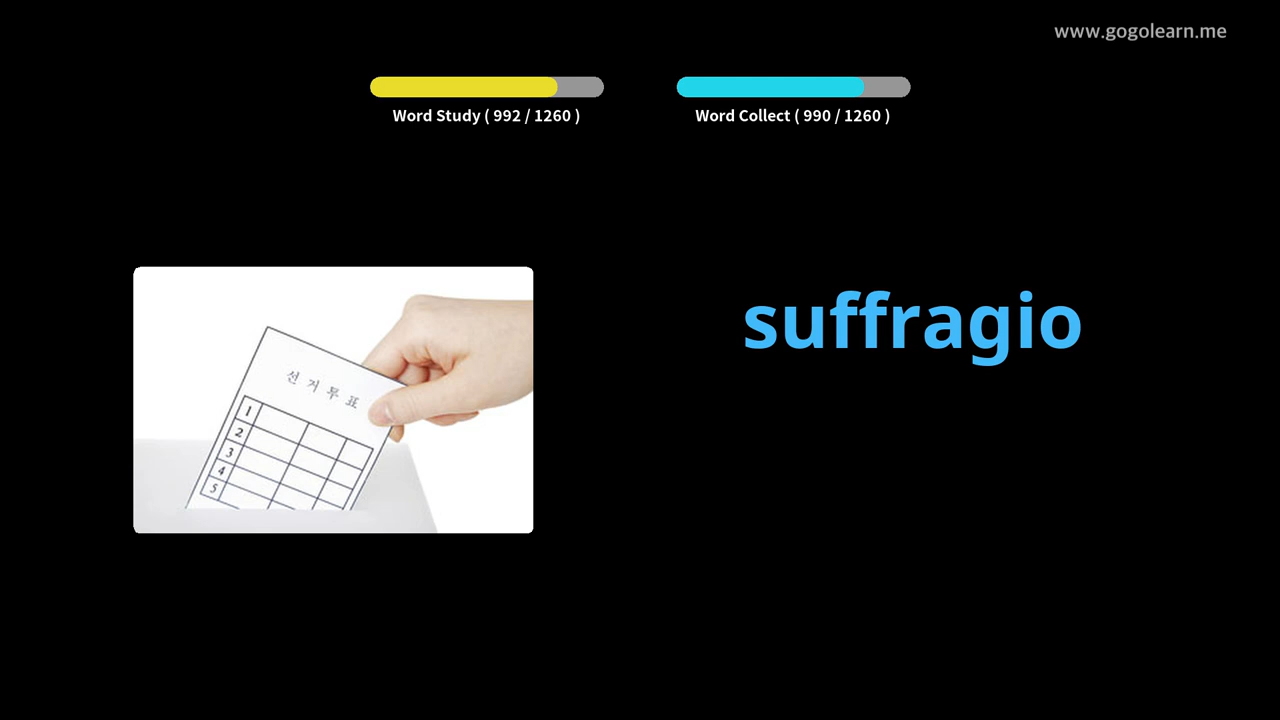 www.gogolearn.me
Word Study ( 992 / 1260 )
Word Collect ( 990 / 1260 )
suffragio
선거투표
1
2
3
4
5